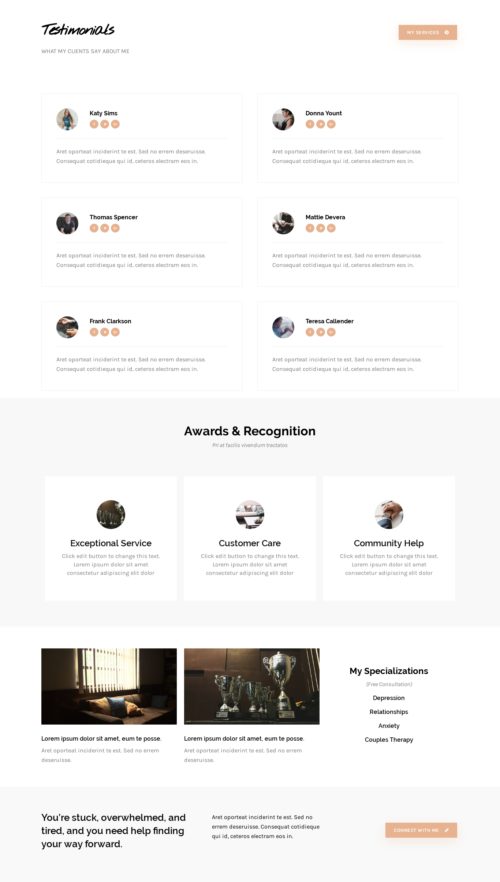 Testimonials
MY SERVICES
WHAT MY CLIENTS SAY ABOUT ME
Katy Sims
Aret oporteat inciderint te est. Sed no errem deseruisse.
Consequat cotidieque qui id, ceteros electram eos in.
Donna Yount
Aret oporteat inciderint te est. Sed no errem deseruisse.
Consequat cotidieque qui id, ceteros electram eos in.
Thomas Spencer
Aret oporteat inciderint te est. Sed no errem deseruisse.
Consequat cotidieque qui id, ceteros electram eos in.
Mattie Devera
Aret oporteat inciderint te est. Sed no errem deseruisse.
Consequat cotidieque qui id, ceteros electram eos in.
Frank Clarkson
Aret oporteat inciderint te est. Sed no errem deseruisse.
Consequat cotidieque qui id, ceteros electram eos in.
Teresa Callender
Aret oporteat inciderint te est. Sed no errem deseruisse.
Consequat cotidieque qui id, ceteros electram eos in.
Awards & Recognition
Pri at facilis vivendum tractatos
Exceptional Service
Click edit button to change this text.
Lorem ipsum dolor sit amet
consectetur adipiscing elit dolor
Customer Care
Click edit button to change this text.
Lorem ipsum dolor sit amet
consectetur adipiscing elit dolor
Community Help
Click edit button to change this text.
Lorem ipsum dolor sit amet
consectetur adipiscing elit dolor
Lorem ipsum dolor sit amet, eum te posse.
Aret oporteat inciderint te est. Sed no errem
deseruisse.
Lorem ipsum dolor sit amet, eum te posse.
Aret oporteat inciderint te est. Sed no errem
deseruisse.
My Specializations
(Free Consultation)
Depression
Relationships
Anxiety
Couples Therapy
You're stuck, overwhelmed, and
tired, and you need help finding
your way forward.
Aret oporteat inciderint te est. Sed no
errem deseruisse. Consequat cotidieque
qui id, ceteros electram eos in.
CONNECT WITH ME